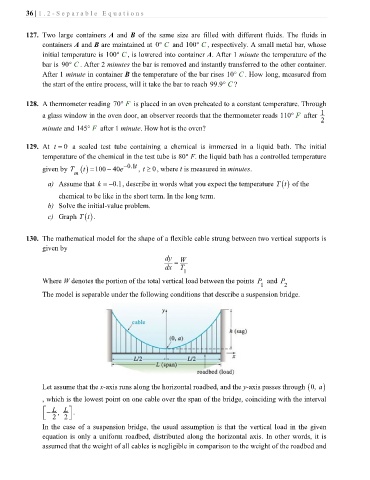 36 | 1.2-Separable Equations
127. Two large containers A and B of the same size are filled with different fluids. The fluids in
containers A and B are maintained at 0° C and 100° C, respectively. A small metal bar, whose
initial temperature is 100° C, is lowered into container A. After 1 minute the temperature of the
bar is 90° C. After 2 minutes the bar is removed and instantly transferred to the other container.
After 1 minute in container B the temperature of the bar rises 10° C. How long, measured from
the start of the entire process, will it take the bar to reach 99.9° C?
128. A thermometer reading 70° F is placed in an oven preheated to a constant temperature. Through
a glass window in the oven door, an observer records that the thermometer reads 110° F after 1/2
minute and 145° F after 1 minute. How hot is the oven?
129. At t = 0 a sealed test tube containing a chemical is immersed in a liquid bath. The initial
temperature of the chemical in the test tube is 80° F. the liquid bath has a controlled temperature
given by T_m(t) = 100 − 40e^{−0.1t}, t ≥ 0, where t is measured in minutes.
a) Assume that k = −0.1, describe in words what you expect the temperature T(t) of the
chemical to be like in the short term. In the long term.
b) Solve the initial-value problem.
c) Graph T(t).
130. The mathematical model for the shape of a flexible cable strung between two vertical supports is
given by
dy/dx = W/T_1
Where W denotes the portion of the total vertical load between the points P_1 and P_2
The model is separable under the following conditions that describe a suspension bridge.
y
cable
h (sag)
(0, a)
L/2 L/2 x
L (span)
roadbed (load)
Let assume that the x-axis runs along the horizontal roadbed, and the y-axis passes through (0, a)
, which is the lowest point on one cable over the span of the bridge, coinciding with the interval
[−L/2, L/2].
In the case of a suspension bridge, the usual assumption is that the vertical load in the given
equation is only a uniform roadbed, distributed along the horizontal axis. In other words, it is
assumed that the weight of all cables is negligible in comparison to the weight of the roadbed and